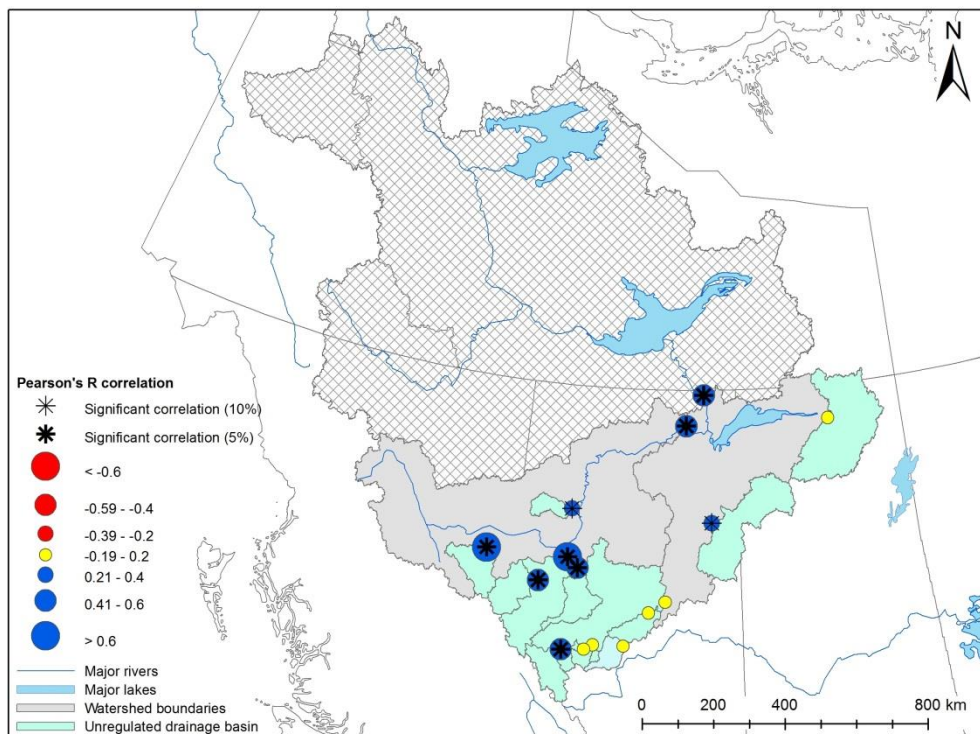 N
Pearson's R correlation
Significant correlation (10%)
Significant correlation (5%)
< -0.6
-0.59 - -0.4
-0.39 - -0.2
-0.19 - 0.2
0.21 - 0.4
0.41 - 0.6
> 0.6
Major rivers
Major lakes
Watershed boundaries
Unregulated drainage basin
0 200 400 600 800 km